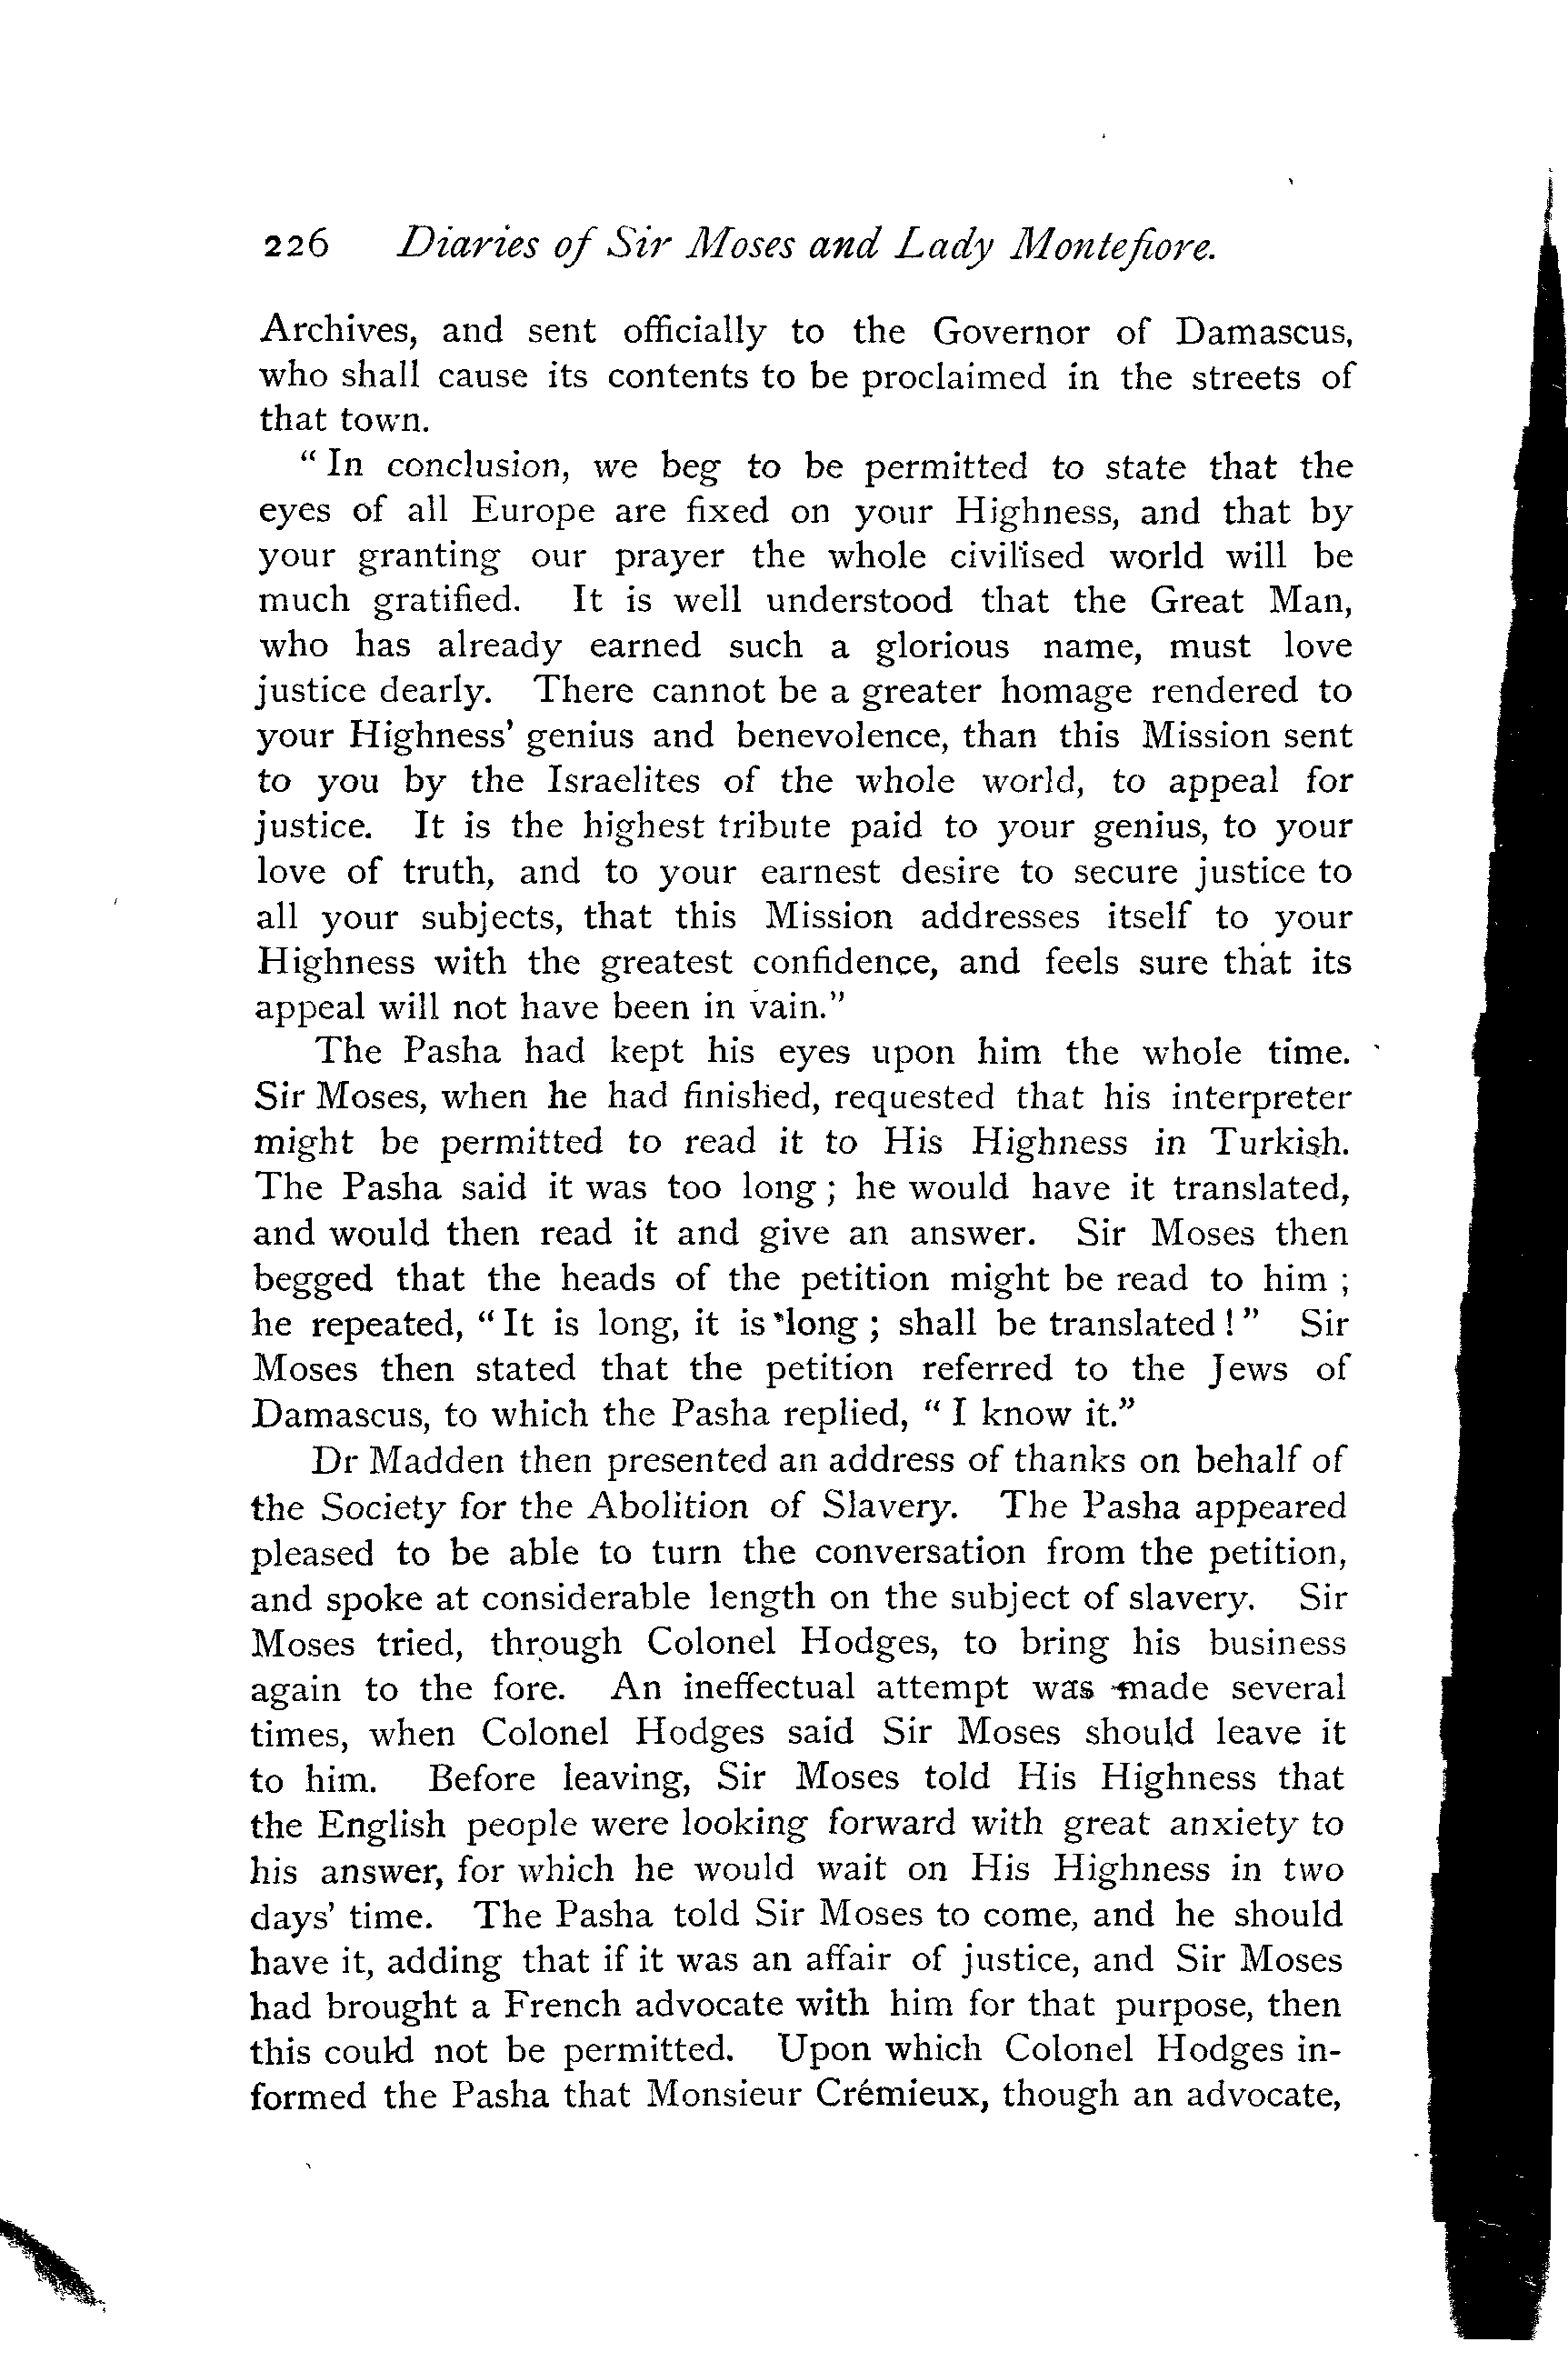 226 Diaries of Sir Moses and Lady Montefiore.
Archives, and sent officially to the Governor of Damascus,
who shall cause its contents to be proclaimed in the streets of
that town.
“ In conclusion, we beg to be permitted to state that the
eyes of all Europe are fixed on your Highness, and that by
your granting our prayer the whole civilised world will be
much gratified. It is well understood that the Great Man,
who has already earned such a glorious name, must love
justice dearly. There cannot be a greater homage rendered to
your Highness’ genius and benevolence, than this Mission sent
to you by the Israelites of the whole world, to appeal for
justice. It is the highest tribute paid to your genius, to your
love of truth, and to your earnest desire to secure justice to
all your subjects, that this Mission addresses itself to your
Highness with the greatest confidence, and feels sure that its
appeal will not have been in vain.”
The Pasha had kept his eyes upon him the whole time.
Sir Moses, when he had finished, requested that his interpreter
might be permitted to read it to His Highness in Turkish.
The Pasha said it was too long ; he would have it translated,
and would then read it and give an answer. Sir Moses then
begged that the heads of the petition might be read to him ;
he repeated, “ It is long, it is long ; shall be translated ! ” Sir
Moses then stated that the petition referred to the Jews of
Damascus, to which the Pasha replied, “ I know it.”
Dr Madden then presented an address of thanks on behalf of
the Society for the Abolition of Slavery. The Pasha appeared
pleased to be able to turn the conversation from the petition,
and spoke at considerable length on the subject of slavery. Sir
Moses tried, through Colonel Hodges, to bring his business
again to the fore. An ineffectual attempt was made several
times, when Colonel Hodges said Sir Moses should leave it
to him. Before leaving, Sir Moses told His Highness that
the English people were looking forward with great anxiety to
his answer, for which he would wait on His Highness in two
days’ time. The Pasha told Sir Moses to come, and he should
have it, adding that if it was an affair of justice, and Sir Moses
had brought a French advocate with him for that purpose, then
this could not be permitted. Upon which Colonel Hodges in-
formed the Pasha that Monsieur Crémieux, though an advocate,